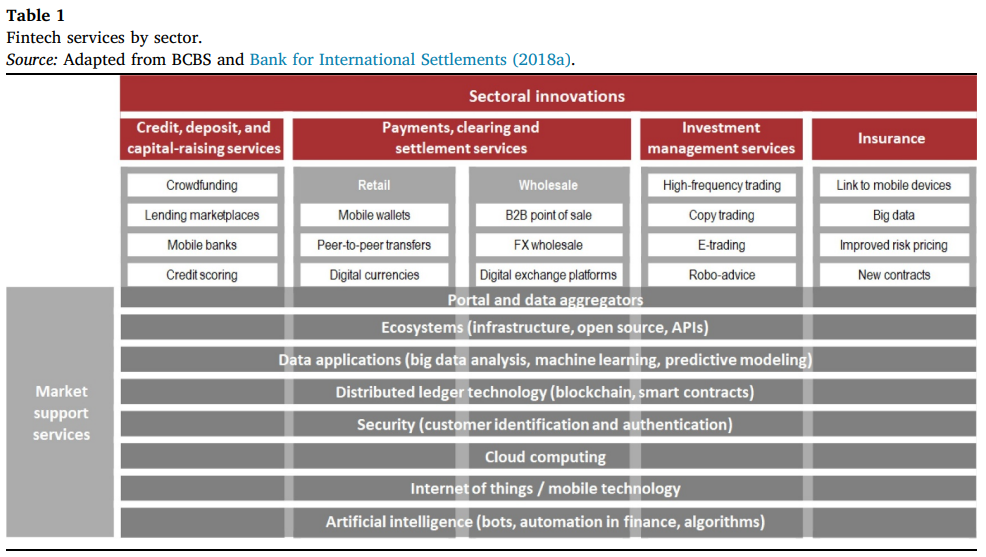 Table 1
Fintech services by sector.
Source: Adapted from BCBS and Bank for International Settlements (2018a).
Sectoral innovations
Credit, deposit, and
capital-raising services
Payments, clearing and
settlement services
Investment
management services
Insurance
Crowdfunding
Lending marketplaces
Mobile banks
Credit scoring
Retail
Mobile wallets
Peer-to-peer transfers
Digital currencies
Wholesale
B2B point of sale
FX wholesale
Digital exchange platforms
High-frequency trading
Copy trading
E-trading
Robo-advice
Link to mobile devices
Big data
Improved risk pricing
New contracts
Market
support
services
Portal and data aggregators
Ecosystems (infrastructure, open source, APIs)
Data applications (big data analysis, machine learning, predictive modeling)
Distributed ledger technology (blockchain, smart contracts)
Security (customer identification and authentication)
Cloud computing
Internet of things / mobile technology
Artificial intelligence (bots, automation in finance, algorithms)